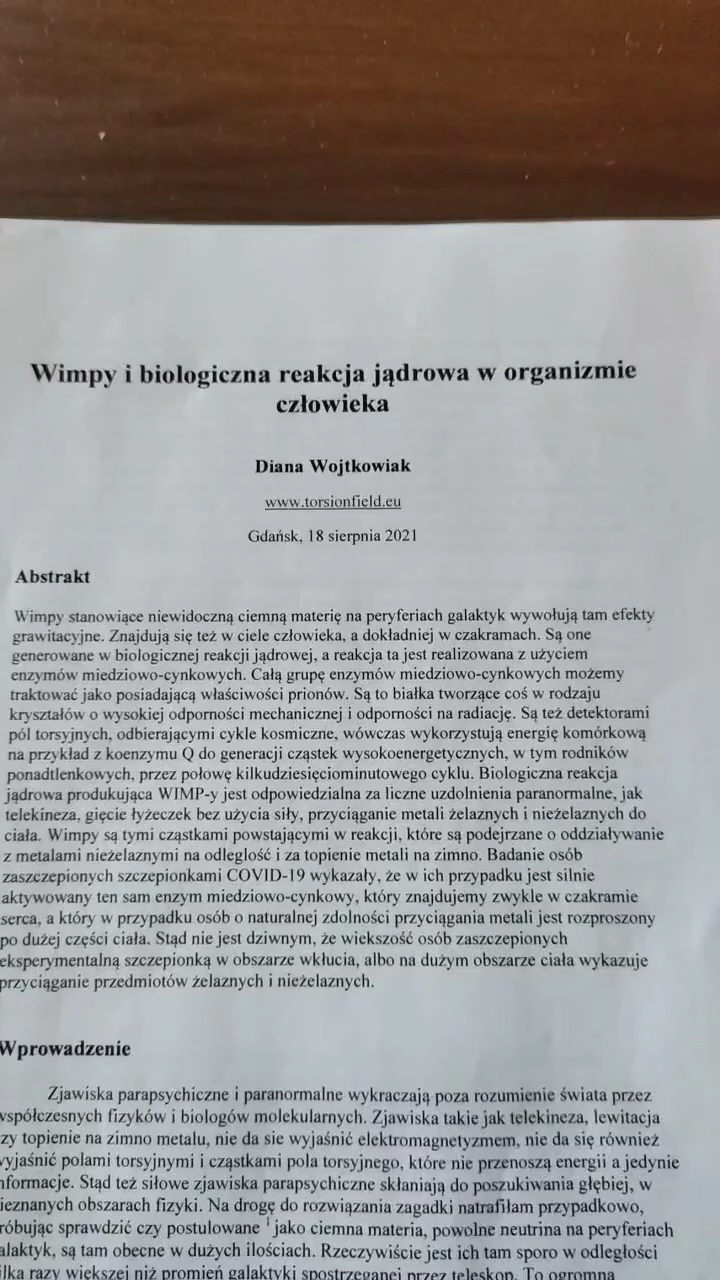 Wimpy i biologiczna reakcja jądrowa w organizmie
człowieka
Diana Wojtkowiak
www.torsionfield.eu
Gdańsk, 18 sierpnia 2021
Abstrakt
Wimpy stanowiące niewidoczną ciemną materię na peryferiach galaktyk wywołują tam efekty
grawitacyjne. Znajdują się też w ciele człowieka, a dokładniej w czakramach. Są one
generowane w biologicznej reakcji jądrowej, a reakcja ta jest realizowana z użyciem
enzymów miedziowo-cynkowych. Całą grupę enzymów miedziowo-cynkowych możemy
traktować jako posiadającą właściwości prionów. Są to białka tworzące coś w rodzaju
kryształów o wysokiej odporności mechanicznej i odporności na radiację. Są też detektorami
pól torsyjnych, odbierającymi cykle kosmiczne, wówczas wykorzystują energię komórkową
na przykład z koenzymu Q do generacji cząstek wysokoenergetycznych, w tym rodników
ponadtlenkowych, przez połowę kilkudziesięciominutowego cyklu. Biologiczna reakcja
jądrowa produkująca WIMP-y jest odpowiedzialna za liczne uzdolnienia paranormalne, jak
telekineza, gięcie łyżeczek bez użycia siły, przyciąganie metali żelaznych i nieżelaznych do
ciała. Wimpy są tymi cząstkami powstającymi w reakcji, które są podejrzane o oddziaływanie
z metalami nieżelaznymi na odległość i za topienie metali na zimno. Badanie osób
zaszczepionych szczepionkami COVID-19 wykazały, że w ich przypadku jest silnie
aktywowany ten sam enzym miedziowo-cynkowy, który znajdujemy zwykle w czakramie
serca, a który w przypadku osób o naturalnej zdolności przyciągania metali jest rozproszony
po dużej części ciała. Stąd nie jest dziwnym, że większość osób zaszczepionych
eksperymentalną szczepionką w obszarze wkłucia, albo na dużym obszarze ciała wykazuje
przyciąganie przedmiotów żelaznych i nieżelaznych.
Wprowadzenie
Zjawiska parapsychiczne i paranormalne wykraczają poza rozumienie świata przez
współczesnych fizyków i biologów molekularnych. Zjawiska takie jak telekineza, lewitacja
zy topienie na zimno metalu, nie da sie wyjaśnić elektromagnetyzmem, nie da się również
wyjaśnić polami torsyjnymi i cząstkami pola torsyjnego, które nie przenoszą energii a jedynie
nformacje. Stąd też siłowe zjawiska parapsychiczne skłaniają do poszukiwania głębiej, w
ieznanych obszarach fizyki. Na drogę do rozwiązania zagadki natrafiłam przypadkowo,
róbując sprawdzić czy postulowane 1 jako ciemna materia, powolne neutrina na peryferiach
alaktyk, są tam obecne w dużych ilościach. Rzeczywiście jest ich tam sporo w odległości
ilka razy większej niż promień galaktyki spostrzeganej przez teleskop. To ogromna